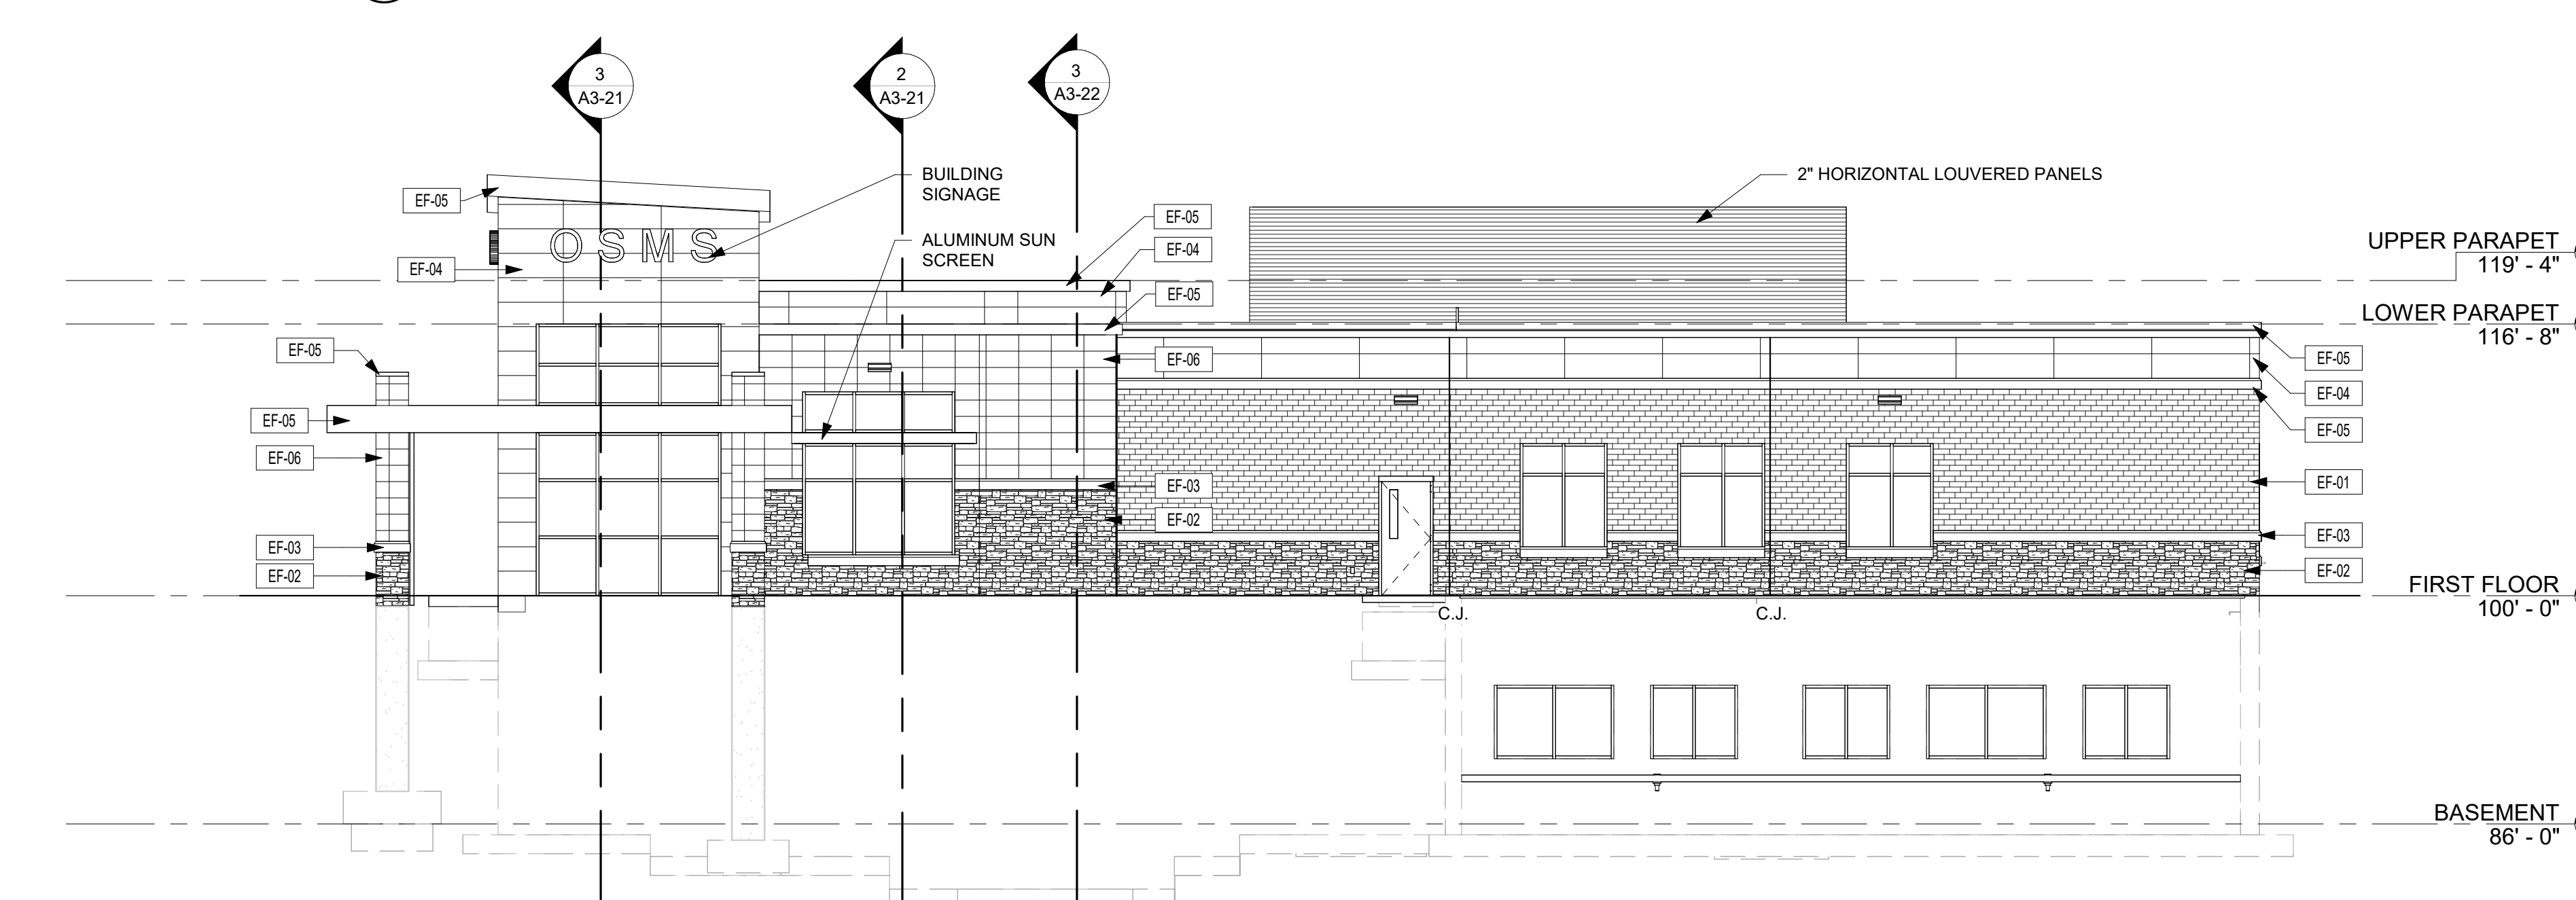 3
A3-21
2
A3-21
3
A3-22
BUILDING
SIGNAGE
2" HORIZONTAL LOUVERED PANELS
EF-05
EF-05
OSMS
ALUMINUM SUN
SCREEN
EF-04
EF-04
UPPER PARAPET
119' - 4"
EF-05
LOWER PARAPET
116' - 8"
EF-05
EF-06
EF-05
EF-04
EF-05
EF-05
EF-06
EF-03
EF-01
EF-02
EF-03
EF-03
EF-02
EF-02
FIRST FLOOR
100' - 0"
C.J.
C.J.
BASEMENT
86' - 0"